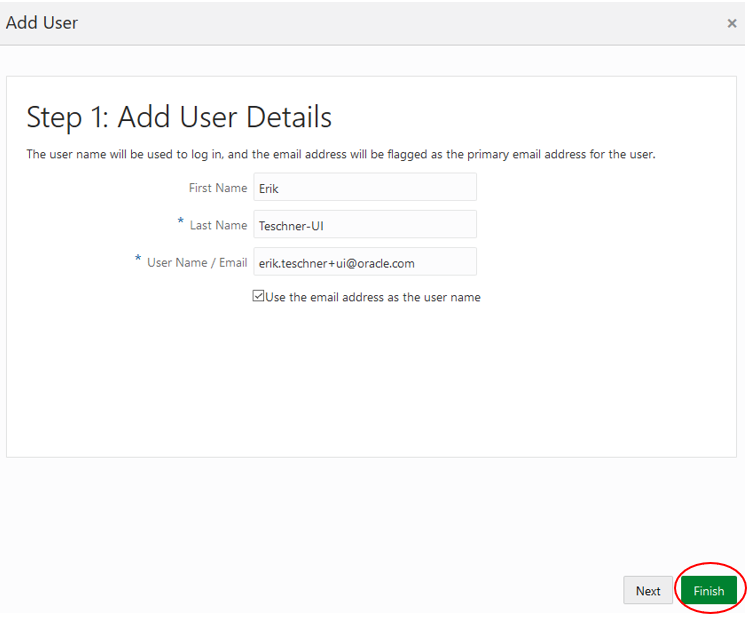 Add User
×
Step 1: Add User Details
The user name will be used to log in, and the email address will be flagged as the primary email address for the user.
First Name Erik
* Last Name Teschner-UI
* User Name / Email erik.teschner+ui@oracle.com
Use the email address as the user name
Next Finish